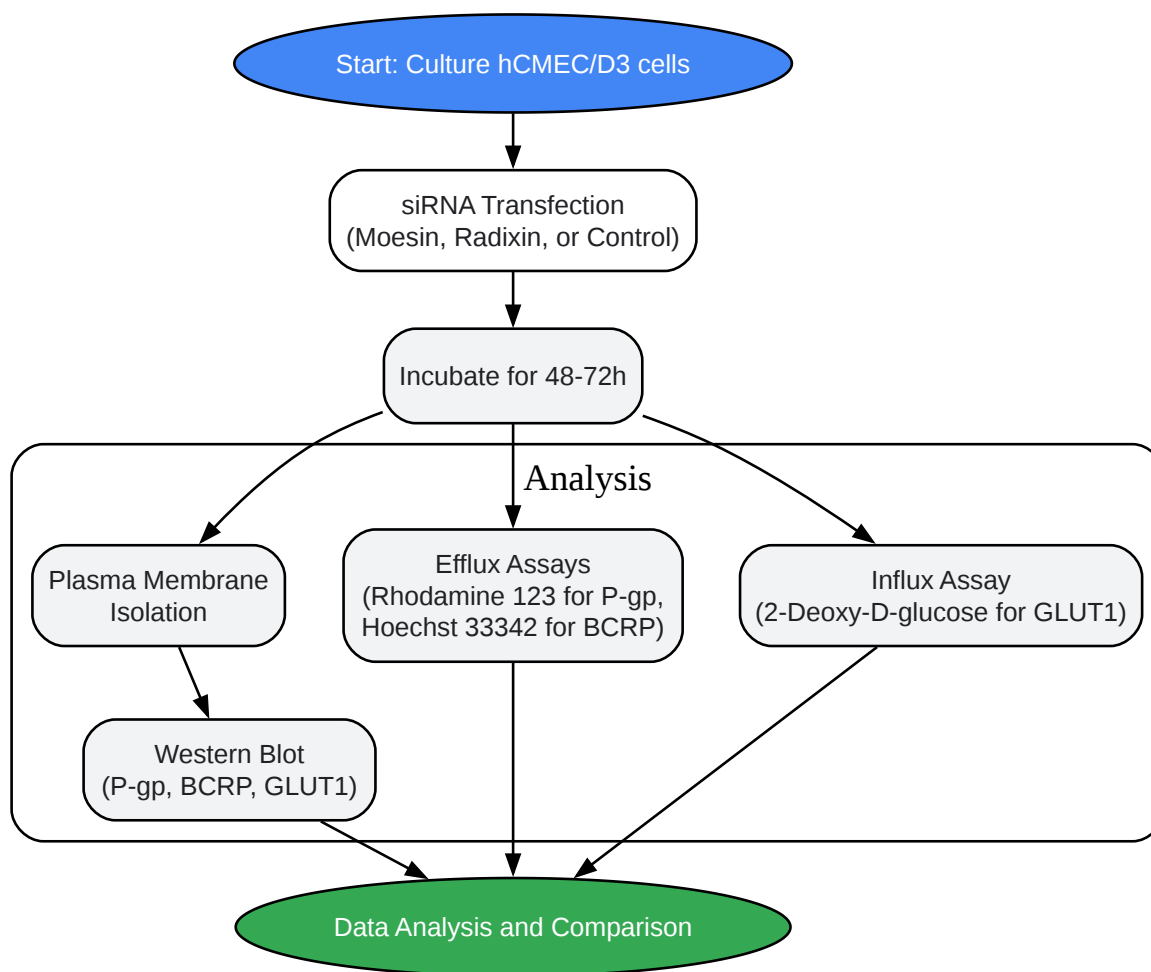 Start: Culture hCMEC/D3 cells
siRNA Transfection
(Moesin, Radixin, or Control)
Incubate for 48-72h
Analysis
Plasma Membrane
Isolation
Efflux Assays
(Rhodamine 123 for P-gp,
Hoechst 33342 for BCRP)
Influx Assay
(2-Deoxy-D-glucose for GLUT1)
Western Blot
(P-gp, BCRP, GLUT1)
Data Analysis and Comparison